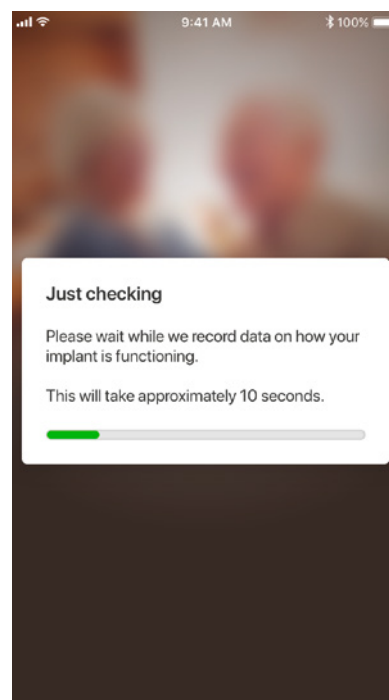 9:41 AM 100%
Just checking
Please wait while we record data on how your
implant is functioning.
This will take approximately 10 seconds.